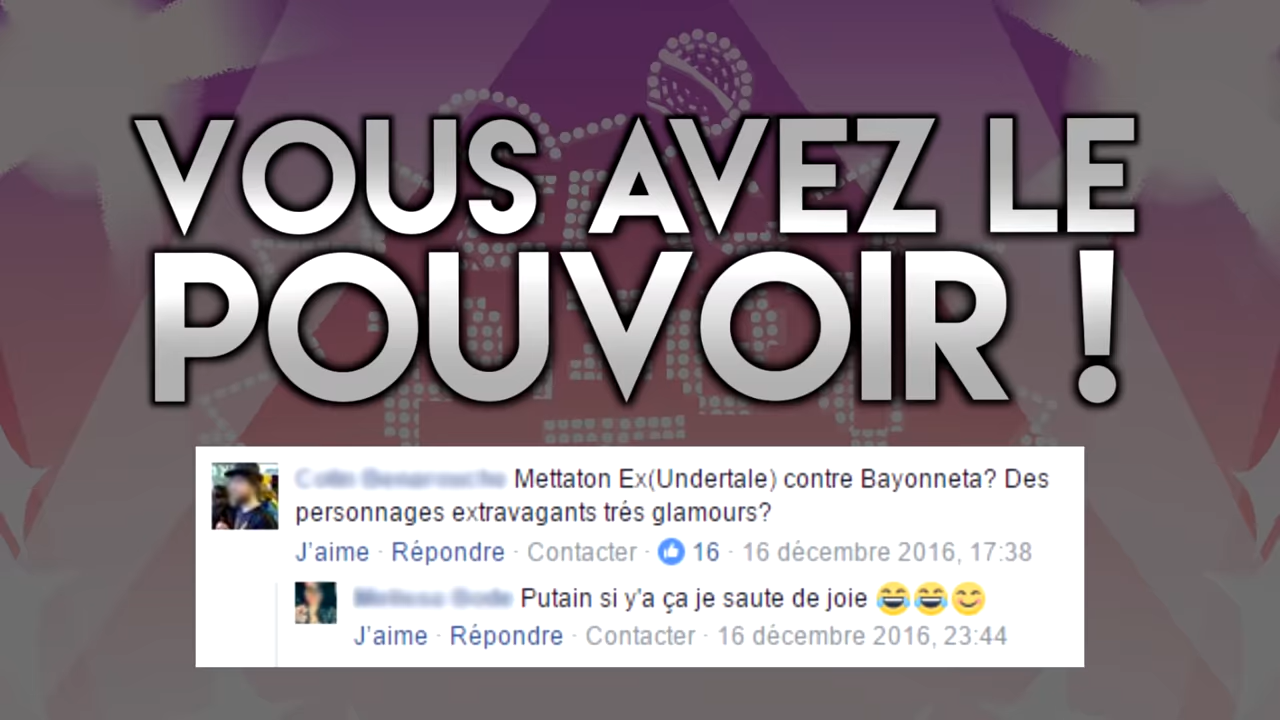 VOUS AVEZ LE
POUVOIR !
Mettaton Ex(Undertale) contre Bayonneta? Des
personnages extravagants trés glamours?
J'aime · Répondre · Contacter · 16 · 16 décembre 2016, 17:38
Putain si y'a ça je saute de joie 😂😂😊
J'aime · Répondre · Contacter · 16 décembre 2016, 23:44